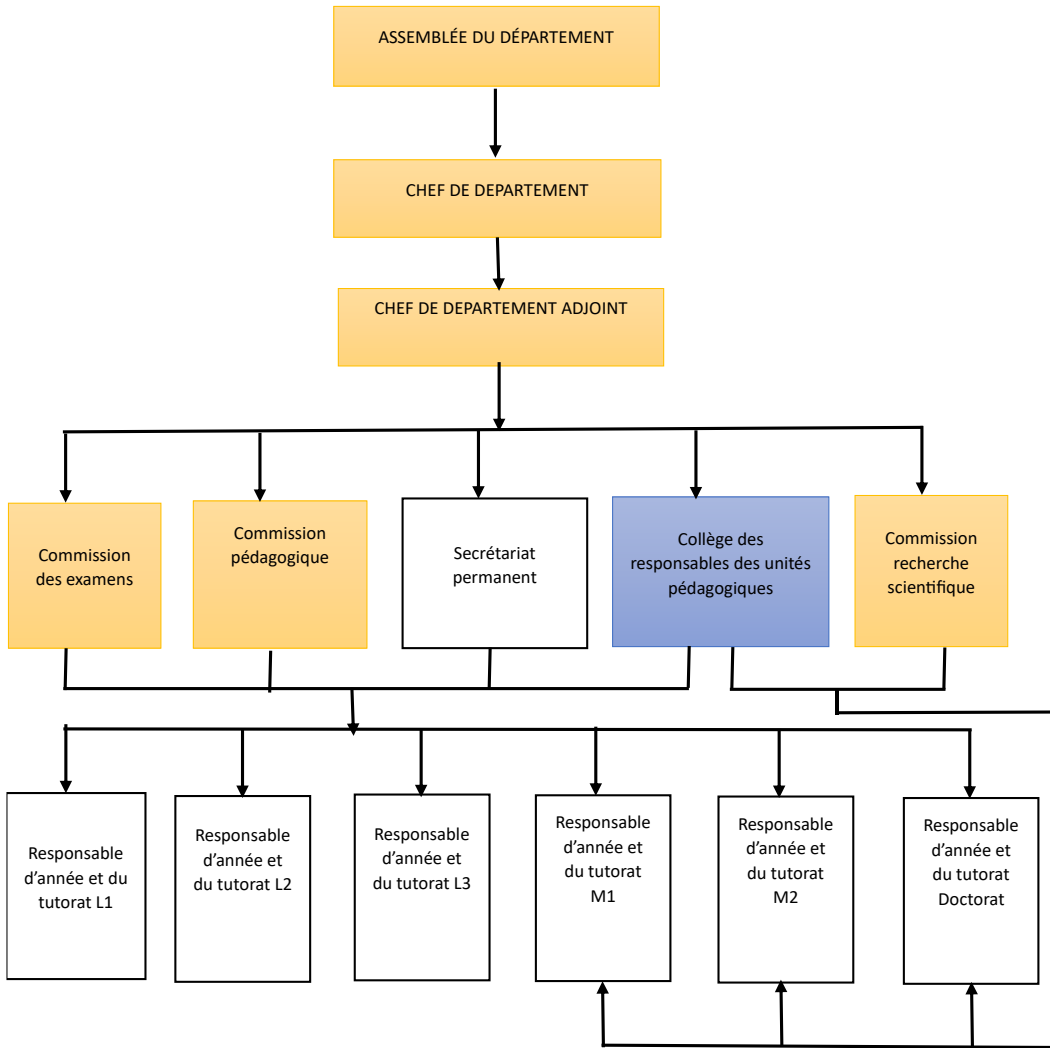 ASSEMBLÉE DU DÉPARTEMENT
CHEF DE DEPARTEMENT
CHEF DE DEPARTEMENT ADJOINT
Commission
des examens
Commission
pédagogique
Secrétariat
permanent
Collège des
responsables des unités
pédagogiques
Commission
recherche
scientifique
Responsable
d’année et du
tutorat L1
Responsable
d’année et
du tutorat L2
Responsable
d’année et
du tutorat L3
Responsable
d’année et
du tutorat
M1
Responsable
d’année et
du tutorat
M2
Responsable
d’année et
du tutorat
Doctorat